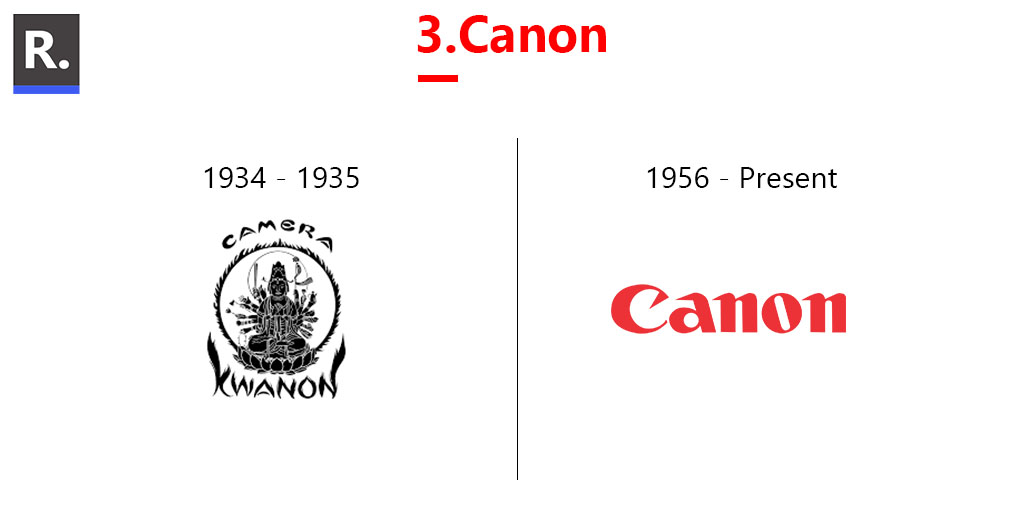 R.
3.Canon
1934 - 1935
CAMERA
KWANON
1956 - Present
Canon